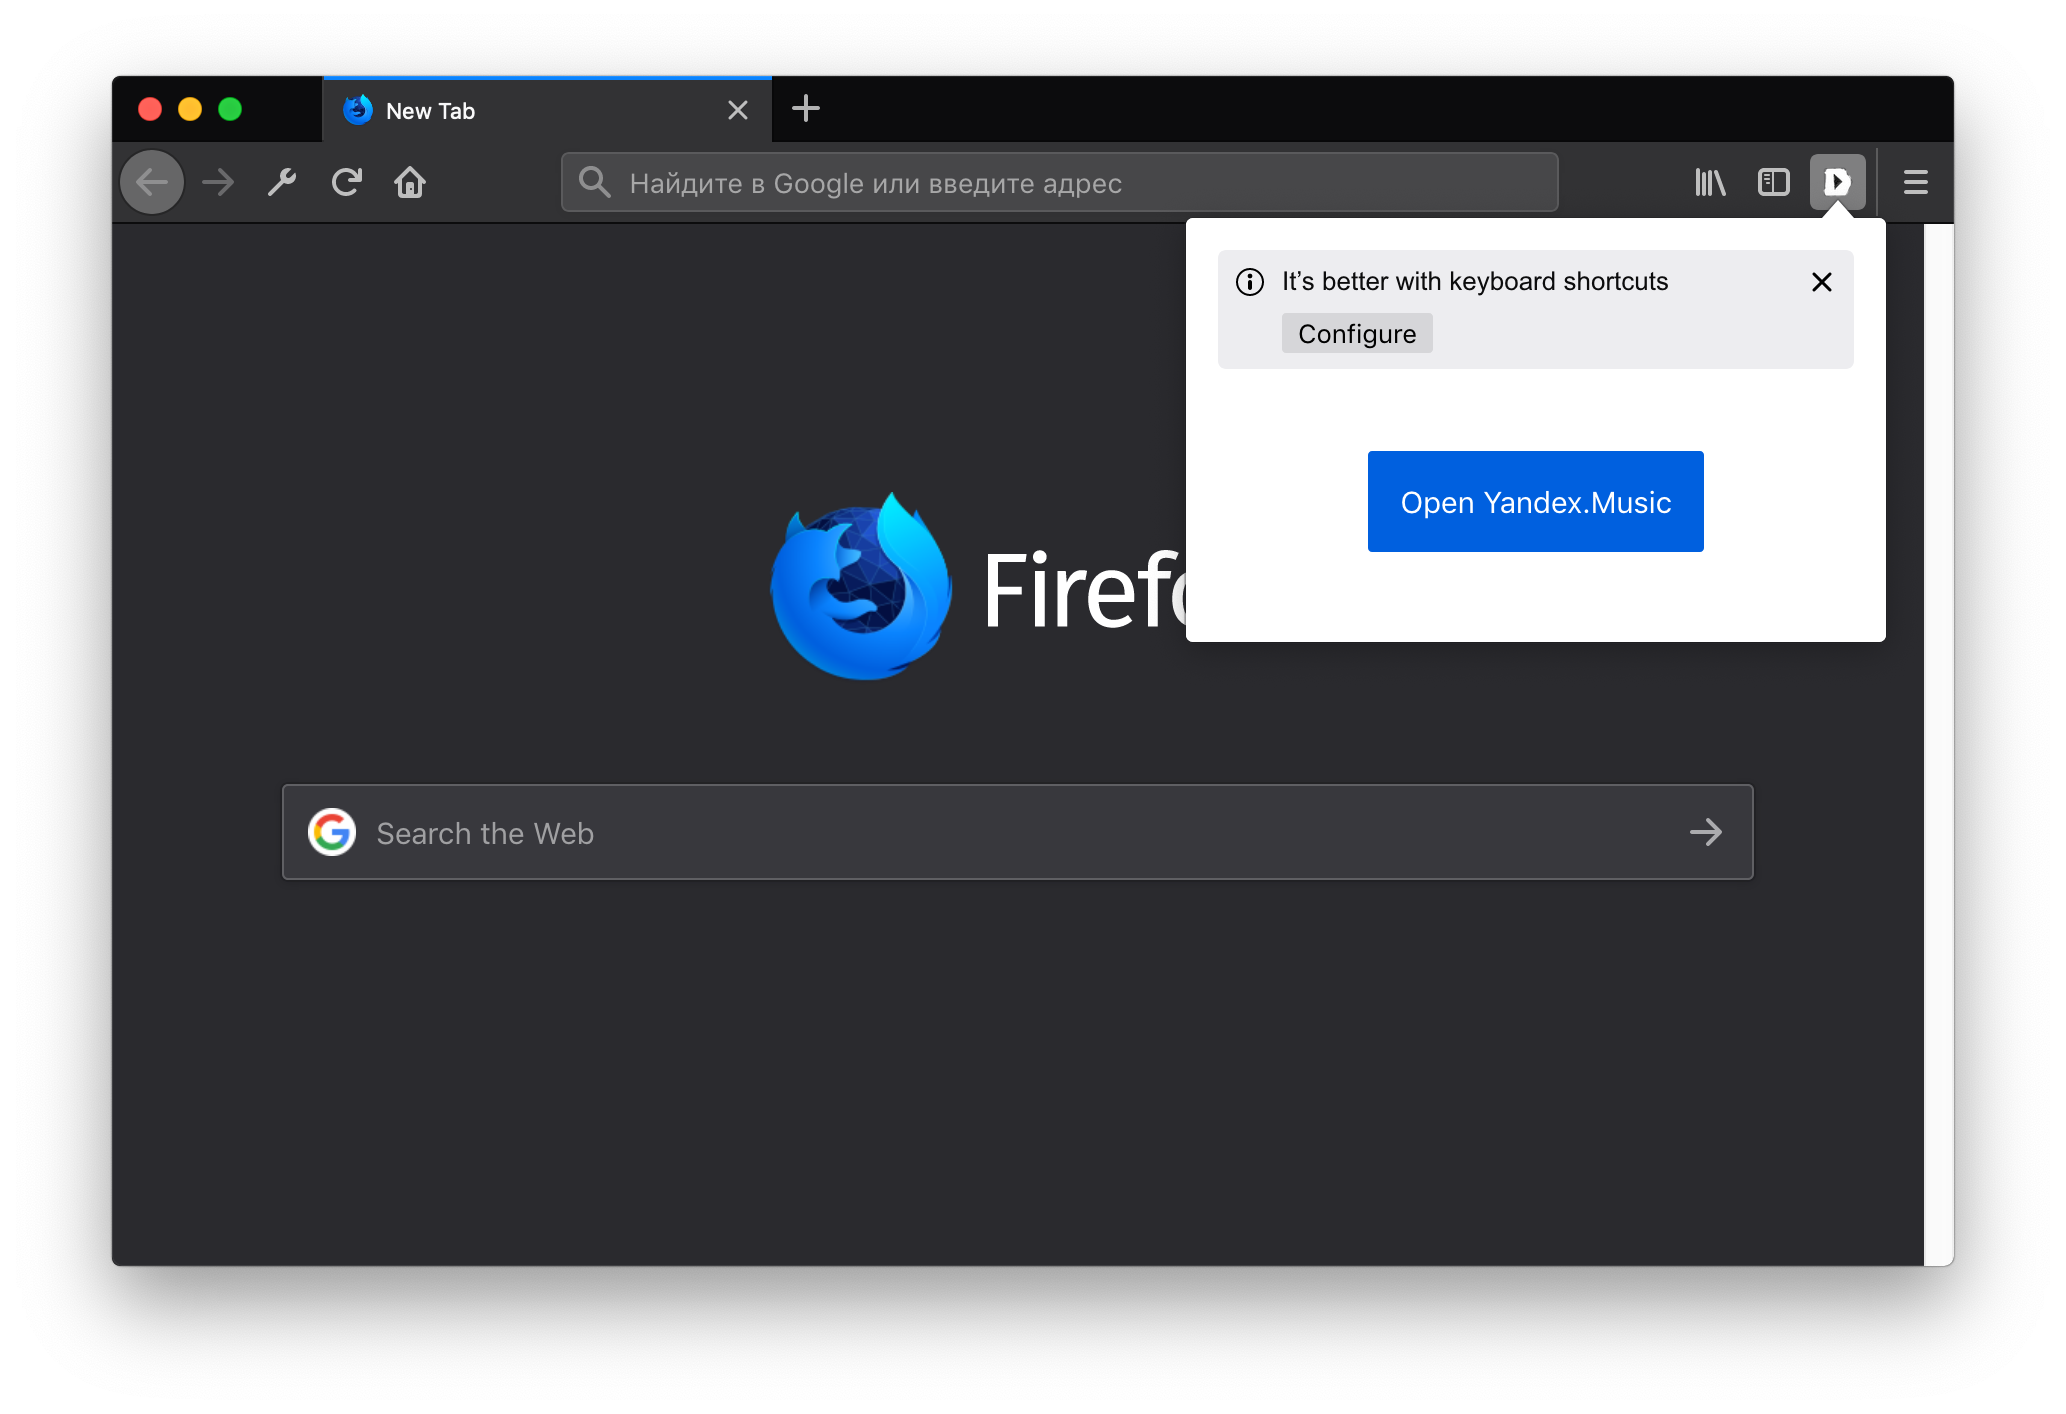 New Tab
Найдите в Google или введите адрес
It’s better with keyboard shortcuts
Configure
Open Yandex.Music
Firefo
Search the Web